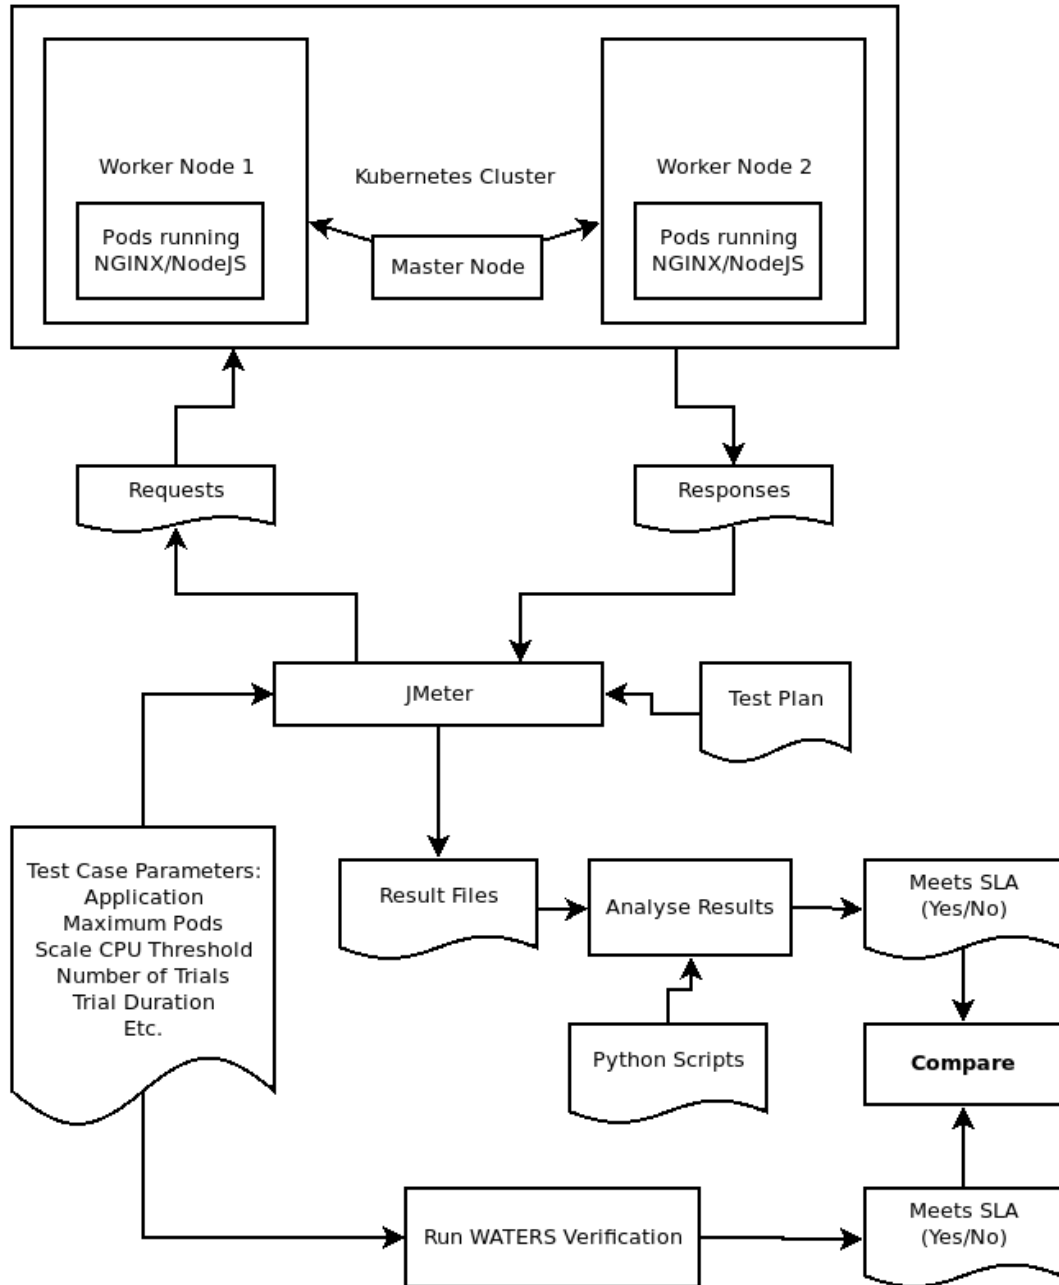 Worker Node 1
Pods running
NGINX/NodeJS
Kubernetes Cluster
Master Node
Worker Node 2
Pods running
NGINX/NodeJS
Requests
Responses
JMeter
Test Plan
Test Case Parameters:
Application
Maximum Pods
Scale CPU Threshold
Number of Trials
Trial Duration
Etc.
Result Files
Analyse Results
Meets SLA
(Yes/No)
Python Scripts
Compare
Run WATERS Verification
Meets SLA
(Yes/No)